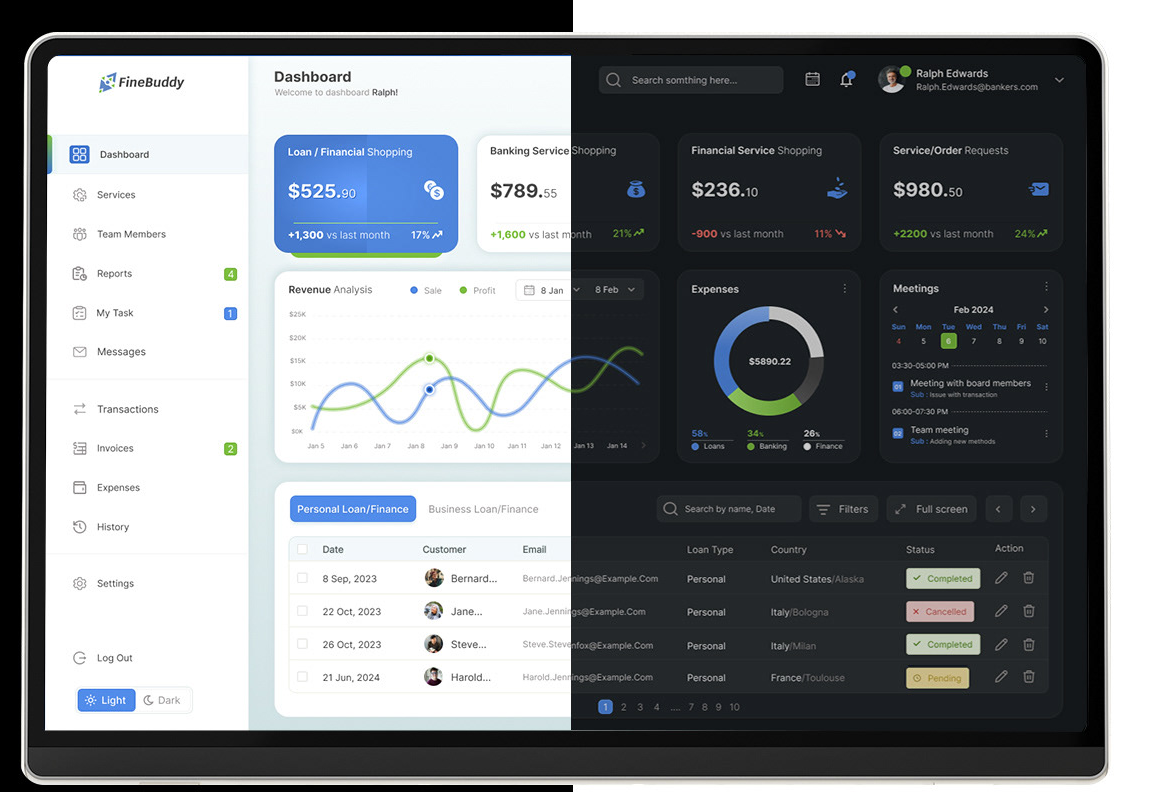 FineBuddy
Dashboard
Services
Team Members
Reports 4
My Task 1
Messages
Transactions
Invoices 2
Expenses
History
Settings
Log Out
Light Dark
Dashboard
Welcome to dashboard Ralph!
Search somthing here...
Ralph Edwards
Ralph.Edwards@bankers.com
Loan / Financial Shopping
$525.90
+1,300 vs last month 17%
Banking Service Shopping
$789.55
+1,600 vs last month 21%
Financial Service Shopping
$236.10
-900 vs last month 11%
Service/Order Requests
$980.50
+2200 vs last month 24%
Revenue Analysis Sale Profit 8 Jan 8 Feb
$25K
$20K
$15K
$10K
$5K
$0K
Jan 5 Jan 6 Jan 7 Jan 8 Jan 9 Jan 10 Jan 11 Jan 12 Jan 13 Jan 14
Expenses
$5890.22
58% 34% 26%
Loans Banking Finance
Meetings
Feb 2024
Sun Mon Tue Wed Thu Fri Sat
4 5 6 7 8 9 10
03:30-05:00 PM
01 Meeting with board members
Sub : Issue with transaction
06:00-07:30 PM
02 Team meeting
Sub : Adding new methods
Personal Loan/Finance Business Loan/Finance Search by name, Date Filters Full screen
Date Customer Email Loan Type Country Status Action
8 Sep, 2023 Bernard... Bernard.Jennings@Example.Com Personal United States/Alaska Completed
22 Oct, 2023 Jane... Jane.Jennings@Example.Com Personal Italy/Bologna Cancelled
26 Oct, 2023 Steve... Steve.Stevenfox@Example.Com Personal Italy/Milan Completed
21 Jun, 2024 Harold... Harold.Jennings@Example.Com Personal France/Toulouse Pending
1 2 3 4 .... 7 8 9 10